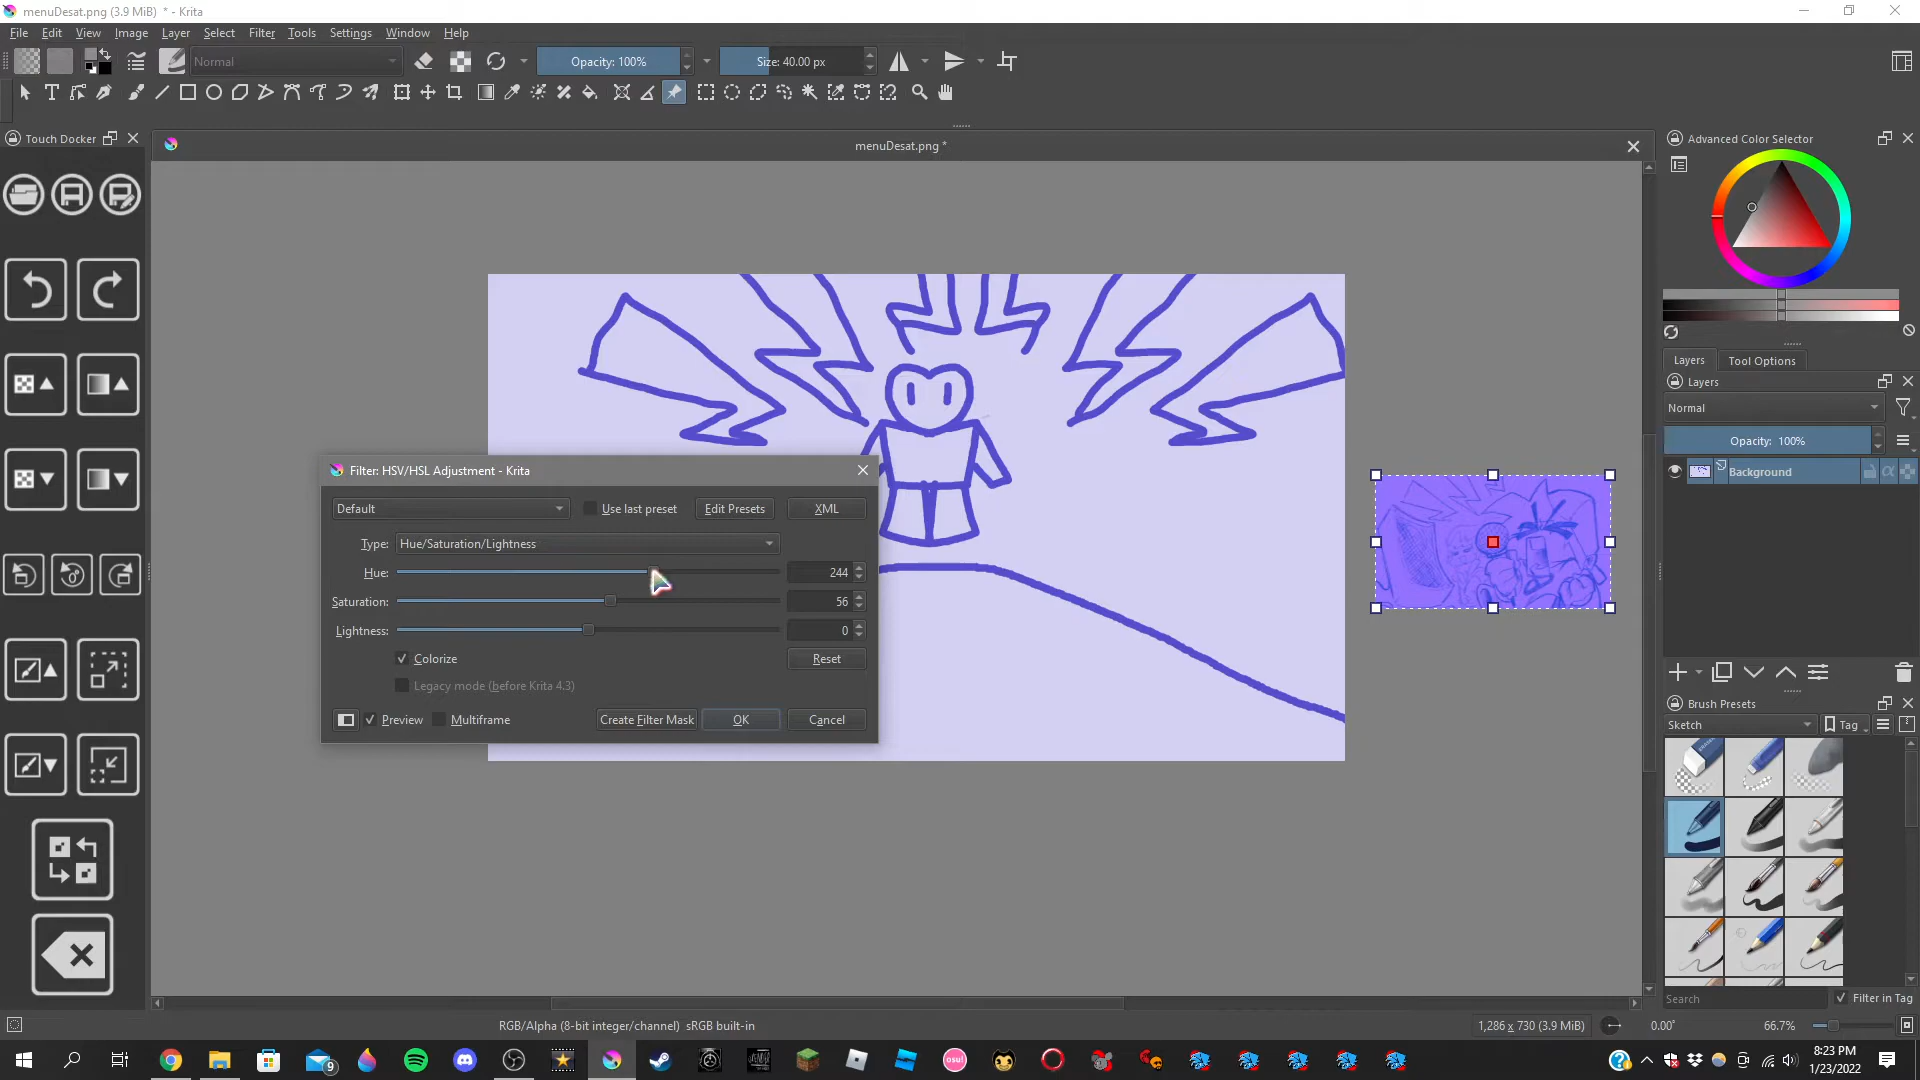 menuDesat.png (3.9 MiB) * - Krita
File Edit View Image Layer Select Filter Tools Settings Window Help
Normal
Opacity: 100%
Size: 40.00 px
Touch Docker
menuDesat.png *
Advanced Color Selector
Layers
Tool Options
Layers
Normal
Opacity: 100%
Background
Filter: HSV/HSL Adjustment - Krita
Default
Use last preset
Edit Presets
XML
Type:
Hue/Saturation/Lightness
Hue:
244
Saturation:
56
Lightness:
0
Colorize
Reset
Legacy mode (before Krita 4.3)
Preview
Multiframe
Create Filter Mask
OK
Cancel
Brush Presets
Sketch
Tag
Search
Filter in Tag
RGB/Alpha (8-bit integer/channel) sRGB built-in
1,286 x 730 (3.9 MiB)
0.00°
66.7%
9
osu!
8:23 PM
1/23/2022